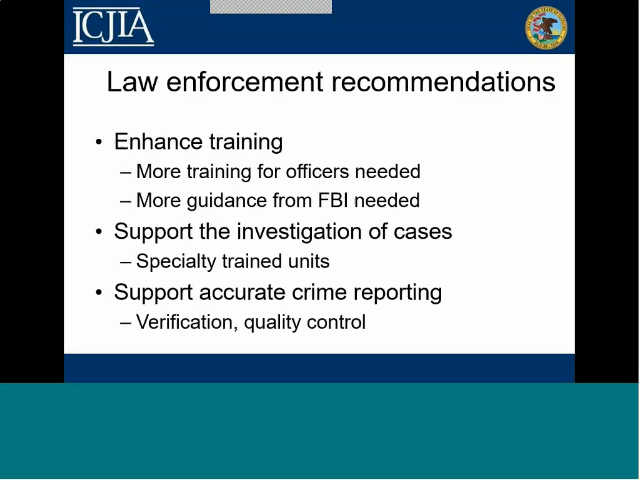 ICJIA
Law enforcement recommendations
• Enhance training
– More training for officers needed
– More guidance from FBI needed
• Support the investigation of cases
– Specialty trained units
• Support accurate crime reporting
– Verification, quality control